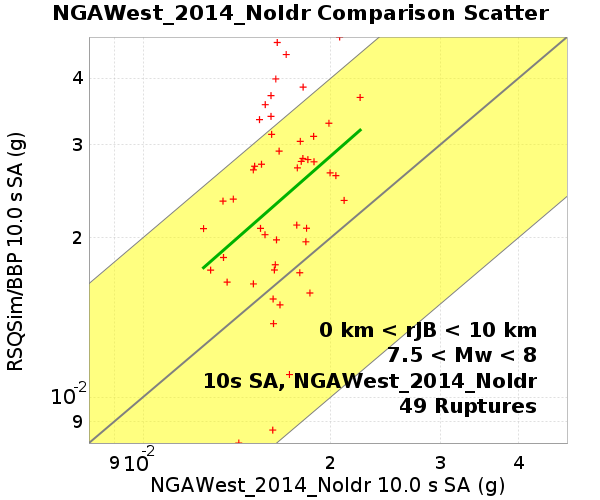 NGAWest_2014_NoIdr Comparison Scatter
RSQSim/BBP 10.0 s SA (g)
4
3
2
10-2
9
0 km < rJB < 10 km
7.5 < Mw < 8
10s SA, NGAWest_2014_NoIdr
49 Ruptures
9 10-2 2 3 4
NGAWest_2014_NoIdr 10.0 s SA (g)